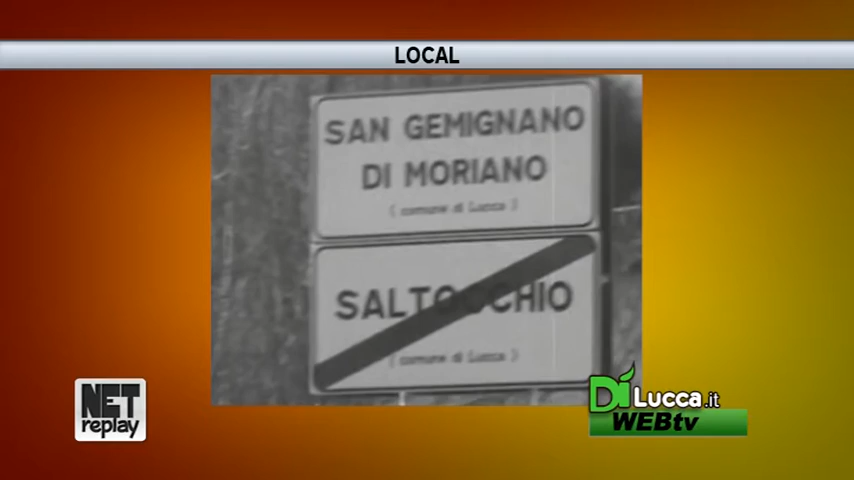 LOCAL
SAN GEMIGNANO
DI MORIANO
( comune di Lucca )
SALTOCCHIO
( comune di Lucca )
NET
replay
Di Lucca.it
WEBtv